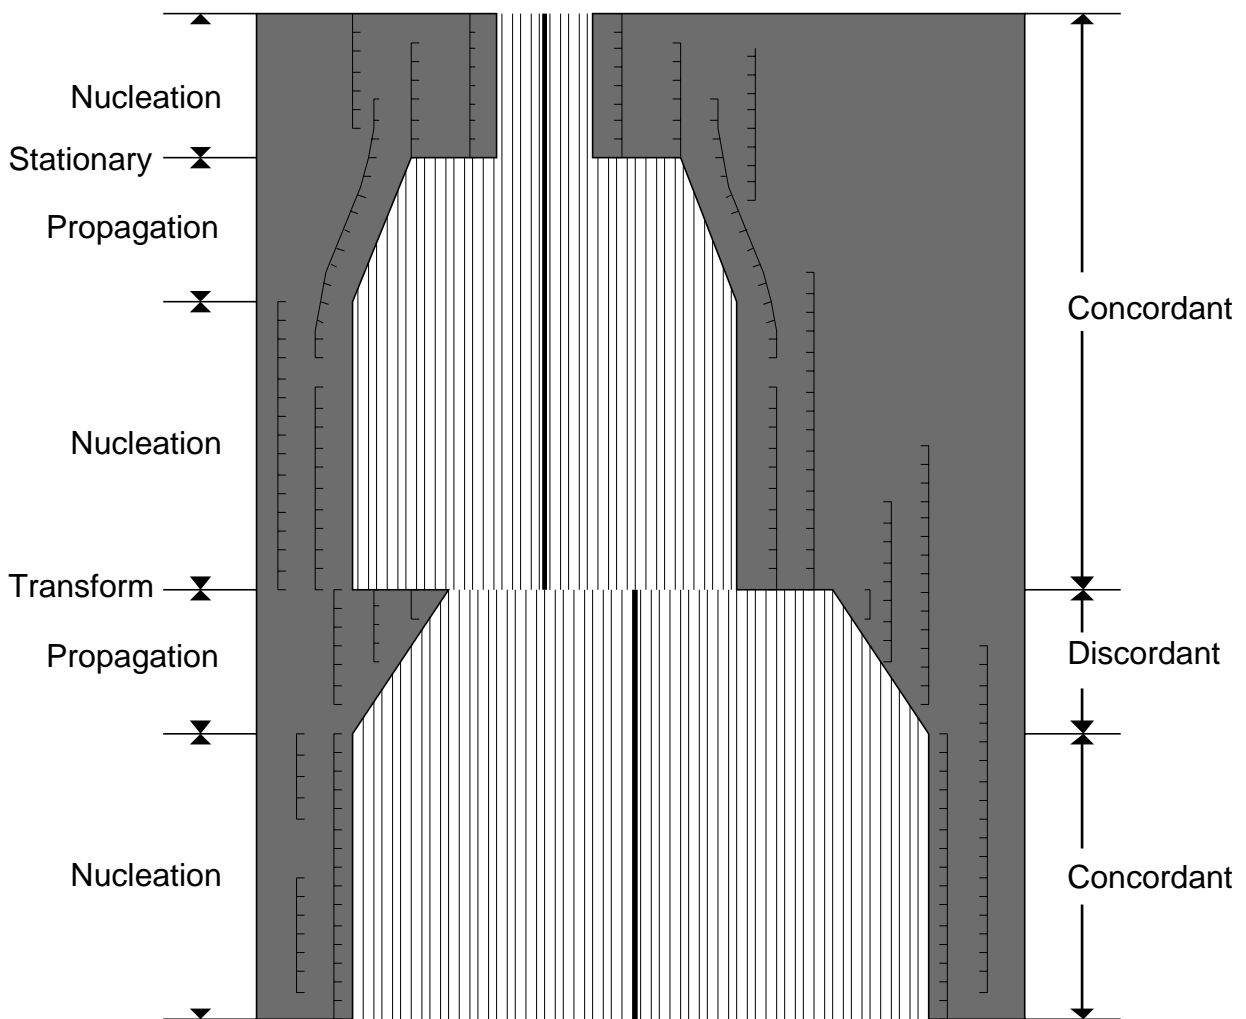 Nucleation
Stationary
Propagation
Concordant
Nucleation
Transform
Propagation
Discordant
Nucleation
Concordant